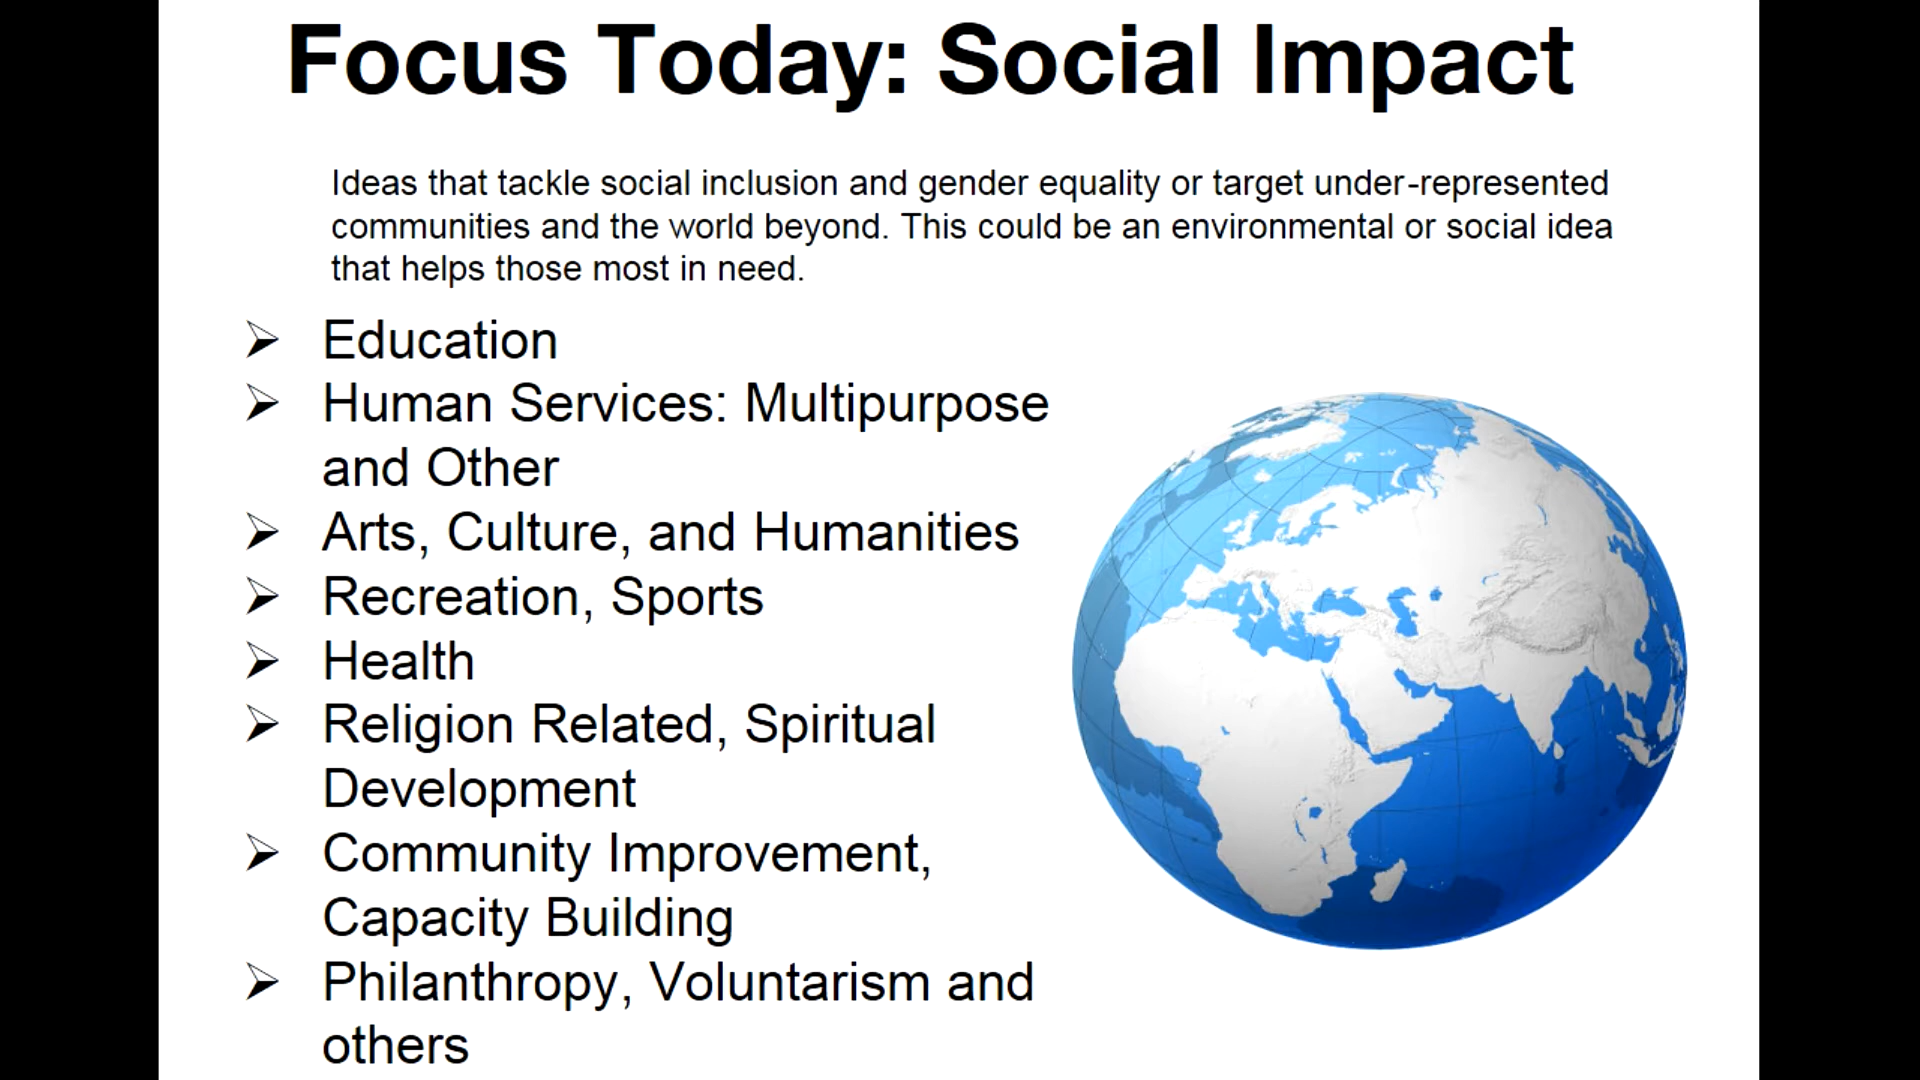 Focus Today: Social Impact
Ideas that tackle social inclusion and gender equality or target under-represented
communities and the world beyond. This could be an environmental or social idea
that helps those most in need.
Education
Human Services: Multipurpose
and Other
Arts, Culture, and Humanities
Recreation, Sports
Health
Religion Related, Spiritual
Development
Community Improvement,
Capacity Building
Philanthropy, Voluntarism and
others